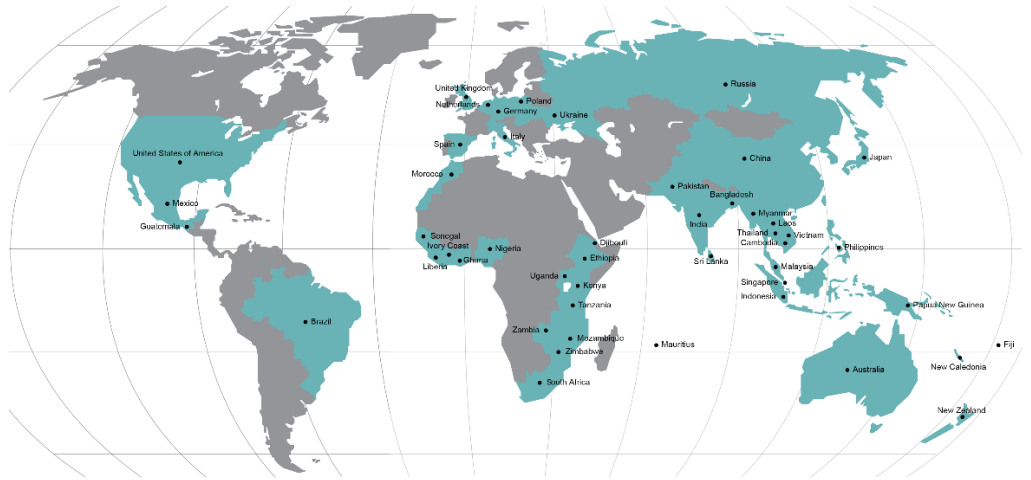 Russia
United Kingdom
Netherlands
Poland
Germany
Ukraine
Italy
Spain
United States of America
China
Japan
Morocco
Pakistan
Bangladesh
Mexico
Guatemala
India
Myanmar
Laos
Thailand
Vietnam
Cambodia
Philippines
Senegal
Ivory Coast
Nigeria
Liberia
Ghana
Djibouti
Ethiopia
Sri Lanka
Uganda
Kenya
Malaysia
Singapore
Indonesia
Tanzania
Papua New Guinea
Brazil
Zambia
Mozambique
Zimbabwe
Mauritius
Fiji
New Caledonia
Australia
South Africa
New Zealand